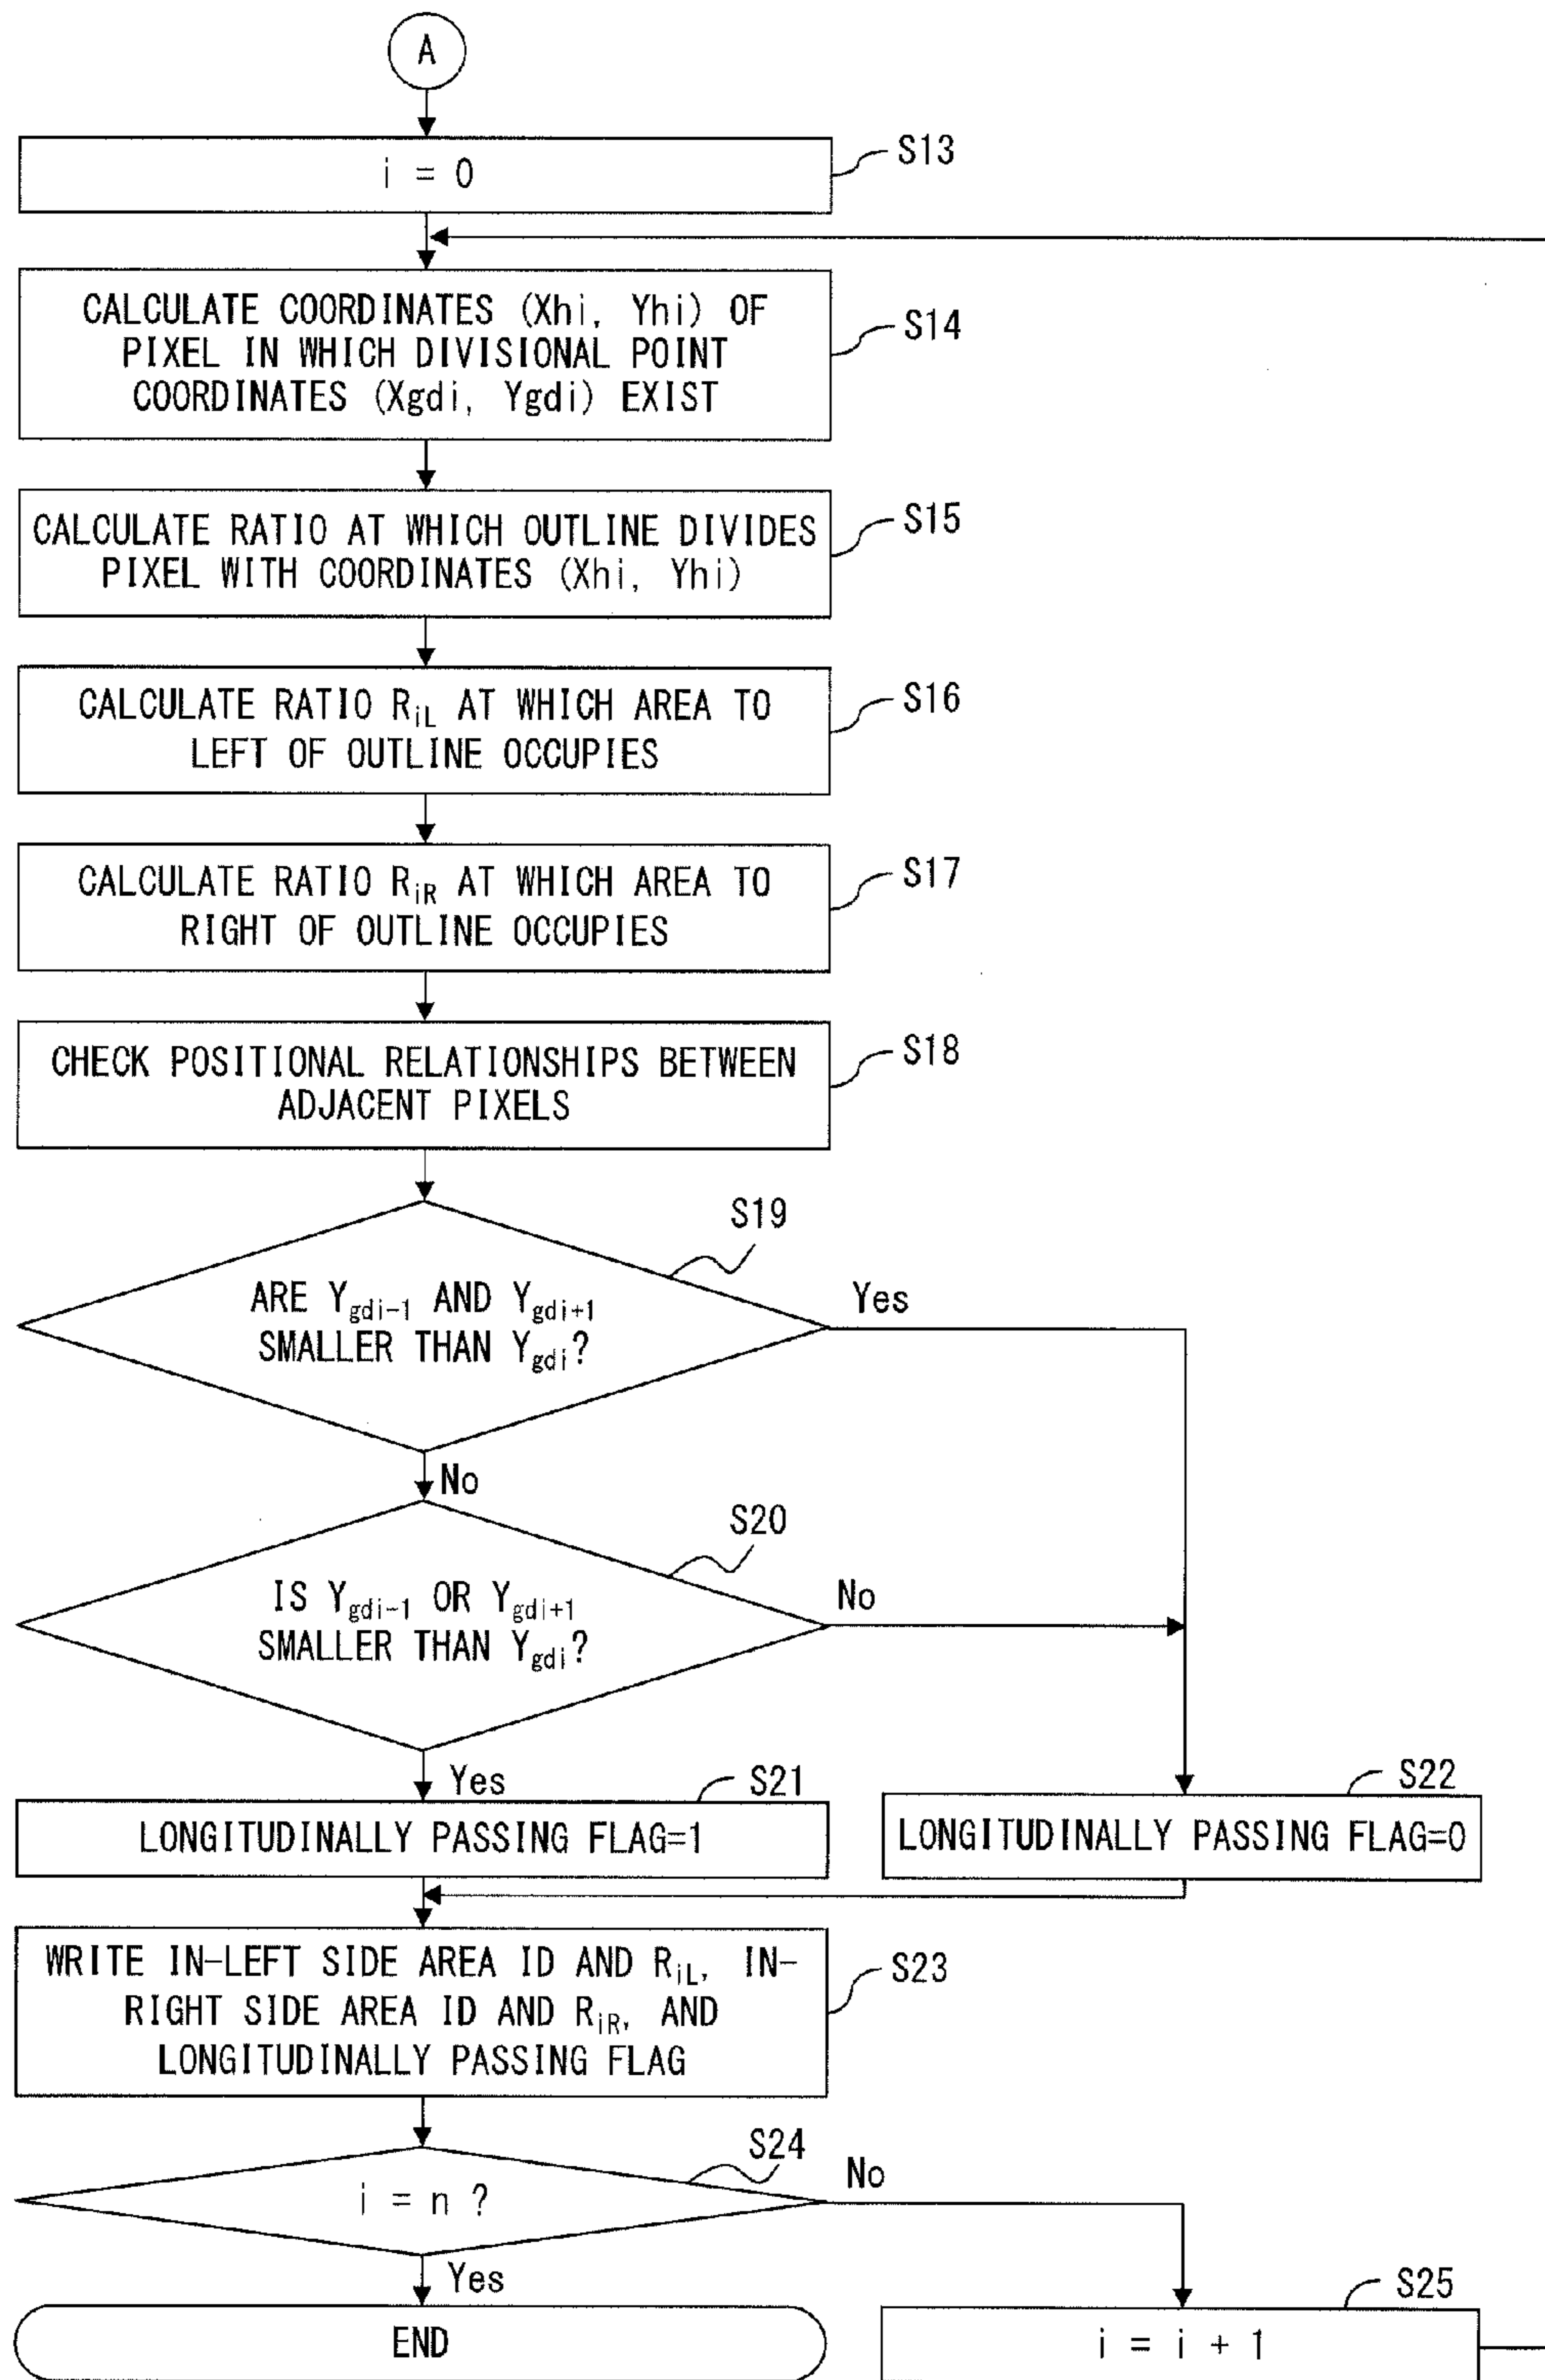 A
i = 0
S13
CALCULATE COORDINATES (Xhi, Yhi) OF
PIXEL IN WHICH DIVISIONAL POINT
COORDINATES (Xgdi, Ygdi) EXIST
S14
CALCULATE RATIO AT WHICH OUTLINE DIVIDES
PIXEL WITH COORDINATES (Xhi, Yhi)
S15
CALCULATE RATIO RiL AT WHICH AREA TO
LEFT OF OUTLINE OCCUPIES
S16
CALCULATE RATIO RiR AT WHICH AREA TO
RIGHT OF OUTLINE OCCUPIES
S17
CHECK POSITIONAL RELATIONSHIPS BETWEEN
ADJACENT PIXELS
S18
S19
ARE Ygdi-1 AND Ygdi+1
SMALLER THAN Ygdi?
Yes
No
S20
IS Ygdi-1 OR Ygdi+1
SMALLER THAN Ygdi?
No
Yes
S21
LONGITUDINALLY PASSING FLAG=1
S22
LONGITUDINALLY PASSING FLAG=0
WRITE IN-LEFT SIDE AREA ID AND RiL, IN-
RIGHT SIDE AREA ID AND RiR, AND
LONGITUDINALLY PASSING FLAG
S23
S24
i = n ?
No
Yes
END
S25
i = i + 1